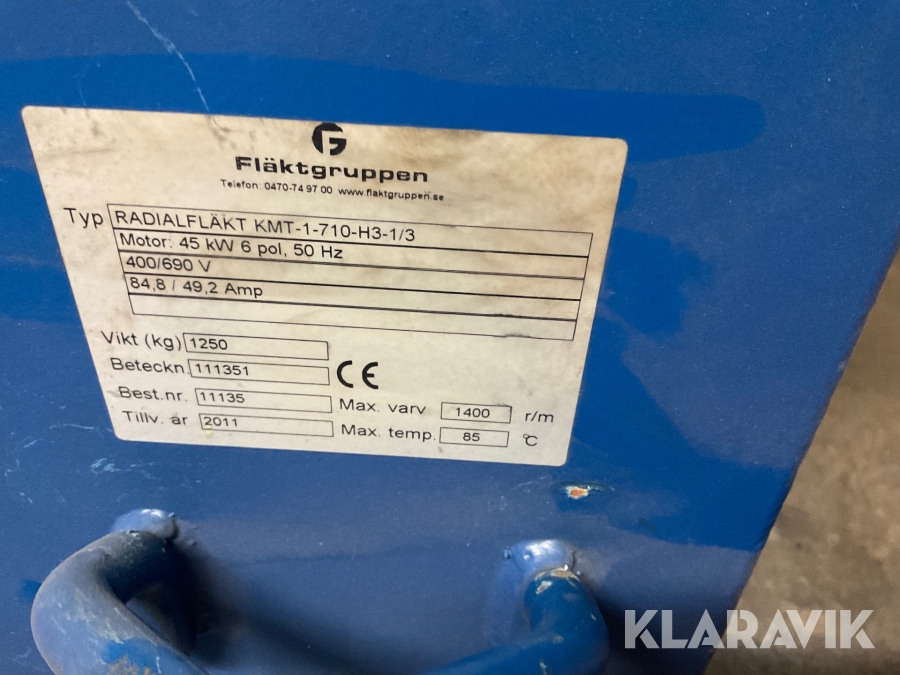 Fläktgruppen
Telefon: 0470-74 97 00 www.flaktgruppen.se
Typ RADIALFLÄKT KMT-1-710-H3-1/3
Motor: 45 kW 6 pol, 50 Hz
400/690 V
84,8 / 49,2 Amp
Vikt (kg) 1250
Beteckn. 111351 CE
Best.nr. 11135 Max. varv 1400 r/m
Tillv. år 2011 Max. temp. 85 °C
KLARAVIK